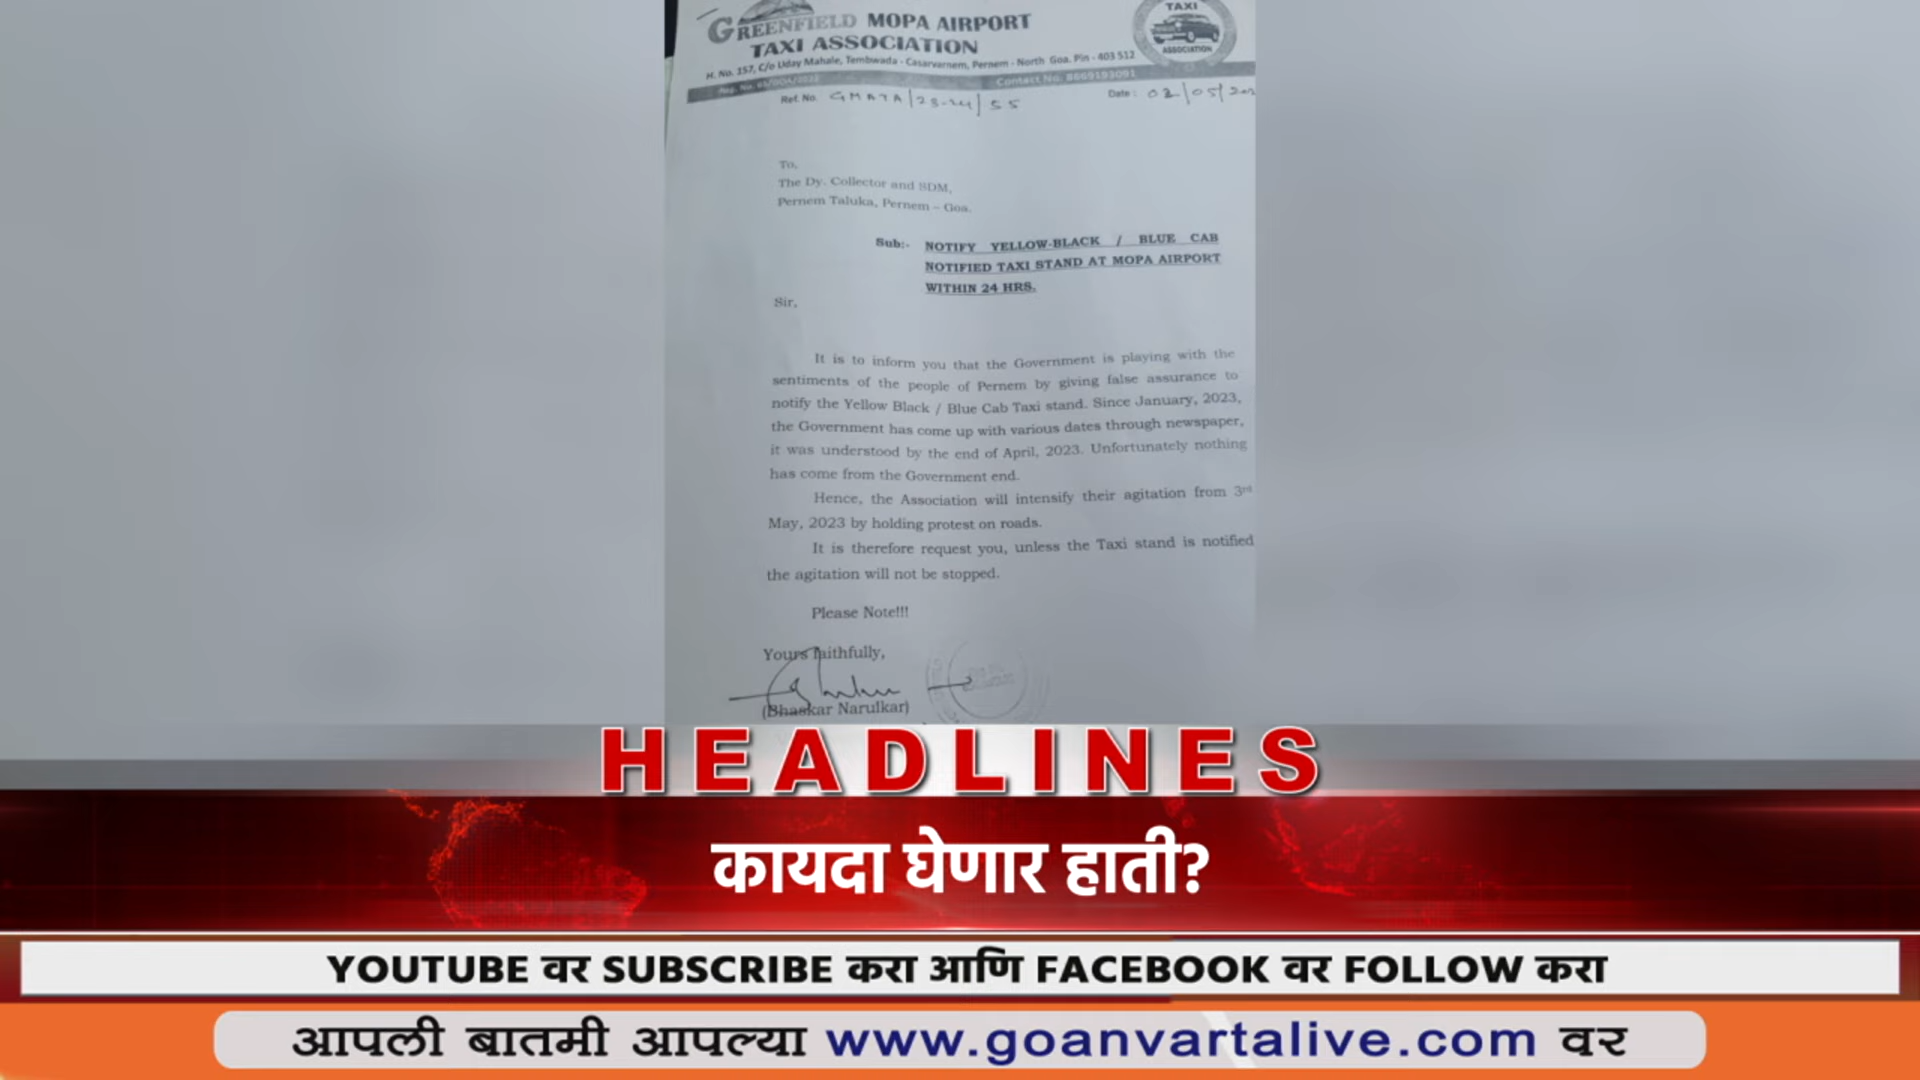 GREENFIELD MOPA AIRPORT
TAXI ASSOCIATION
TAXI
ASSOCIATION
H. No. 157, C/o Uday Mahale, Tembwada - Casarvarnem, Pernem - North Goa. Pin - 403 512
Contact No. 8669193091
Ref. No. GMATA/23-24/55
Date : 02/05/202
To,
The Dy. Collector and SDM,
Pernem Taluka, Pernem – Goa.
Sub:- NOTIFY YELLOW-BLACK / BLUE CAB
NOTIFIED TAXI STAND AT MOPA AIRPORT
WITHIN 24 HRS.
Sir,
It is to inform you that the Government is playing with the
sentiments of the people of Pernem by giving false assurance to
notify the Yellow Black / Blue Cab Taxi stand. Since January, 2023,
the Government has come up with various dates through newspaper,
it was understood by the end of April, 2023. Unfortunately nothing
has come from the Government end.
Hence, the Association will intensify their agitation from 3rd
May, 2023 by holding protest on roads.
It is therefore request you, unless the Taxi stand is notified
the agitation will not be stopped.
Please Note!!!
Yours faithfully,
(Bhaskar Narulkar)
HEADLINES
कायदा घेणार हाती?
YOUTUBE वर SUBSCRIBE करा आणि FACEBOOK वर FOLLOW करा
आपली बातमी आपल्या www.goanvartalive.com वर